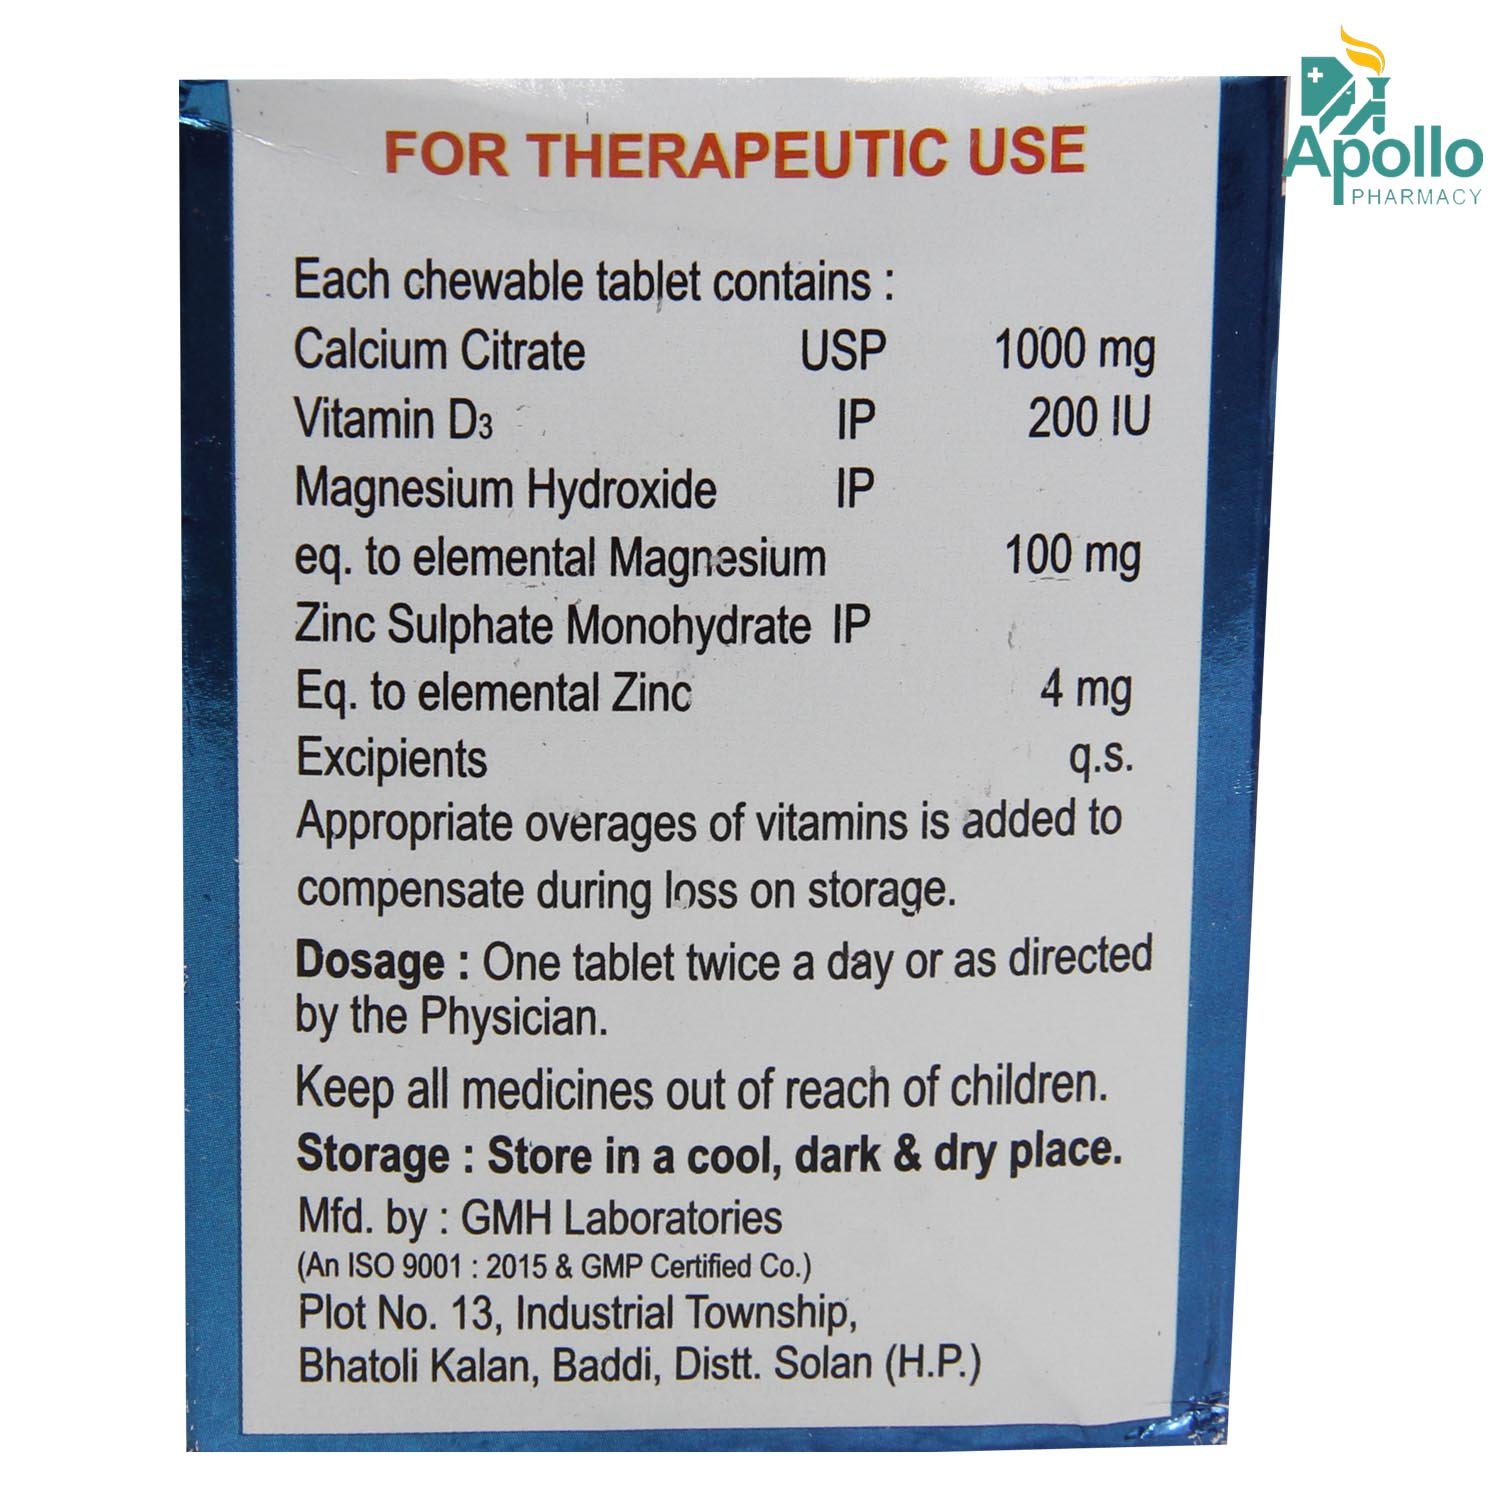 Apollo
PHARMACY
FOR THERAPEUTIC USE
Each chewable tablet contains :
Calcium Citrate USP 1000 mg
Vitamin D3 IP 200 IU
Magnesium Hydroxide IP
eq. to elemental Magnesium 100 mg
Zinc Sulphate Monohydrate IP
Eq. to elemental Zinc 4 mg
Excipients q.s.
Appropriate overages of vitamins is added to
compensate during loss on storage.
Dosage : One tablet twice a day or as directed
by the Physician.
Keep all medicines out of reach of children.
Storage : Store in a cool, dark & dry place.
Mfd. by : GMH Laboratories
(An ISO 9001 : 2015 & GMP Certified Co.)
Plot No. 13, Industrial Township,
Bhatoli Kalan, Baddi, Distt. Solan (H.P.)